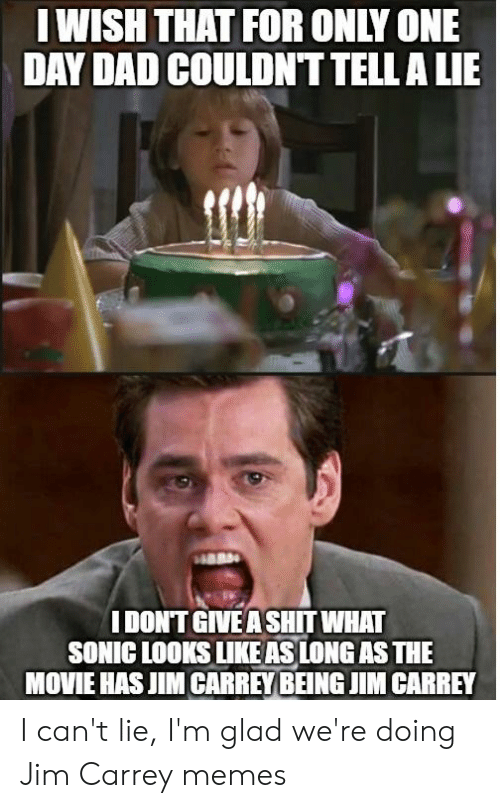 I WISH THAT FOR ONLY ONE
DAY DAD COULDN'T TELL A LIE
I DON'T GIVE A SHIT WHAT
SONIC LOOKS LIKE AS LONG AS THE
MOVIE HAS JIM CARREY BEING JIM CARREY
I can't lie, I'm glad we're doing
Jim Carrey memes